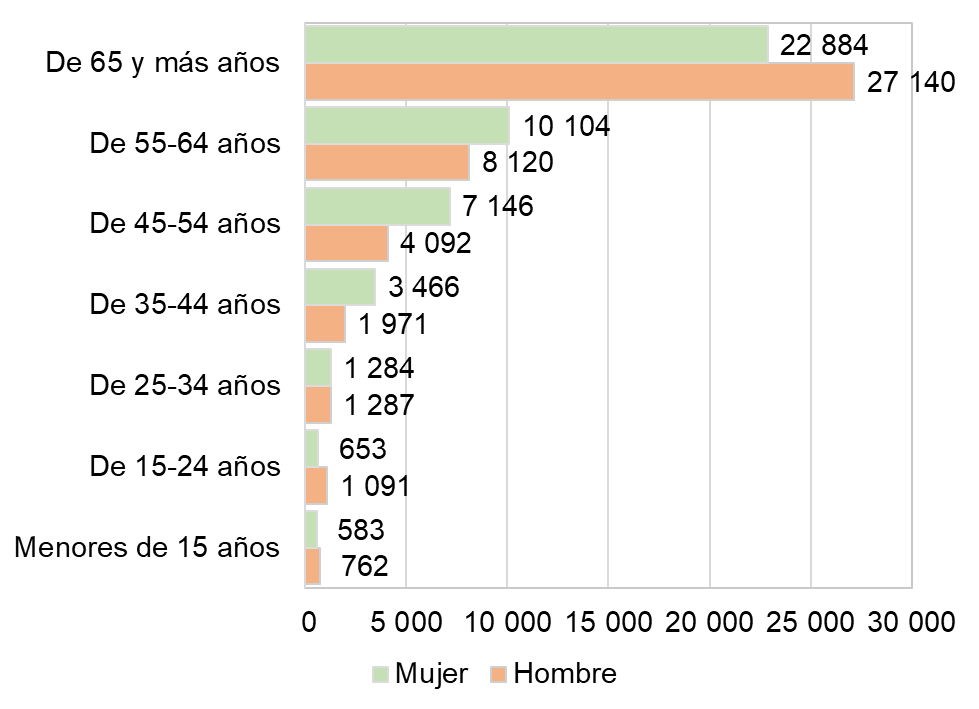 De 65 y más años
22 884
27 140
De 55-64 años
10 104
8 120
De 45-54 años
7 146
4 092
De 35-44 años
3 466
1 971
De 25-34 años
1 284
1 287
De 15-24 años
653
1 091
Menores de 15 años
583
762
0 5 000 10 000 15 000 20 000 25 000 30 000
Mujer Hombre